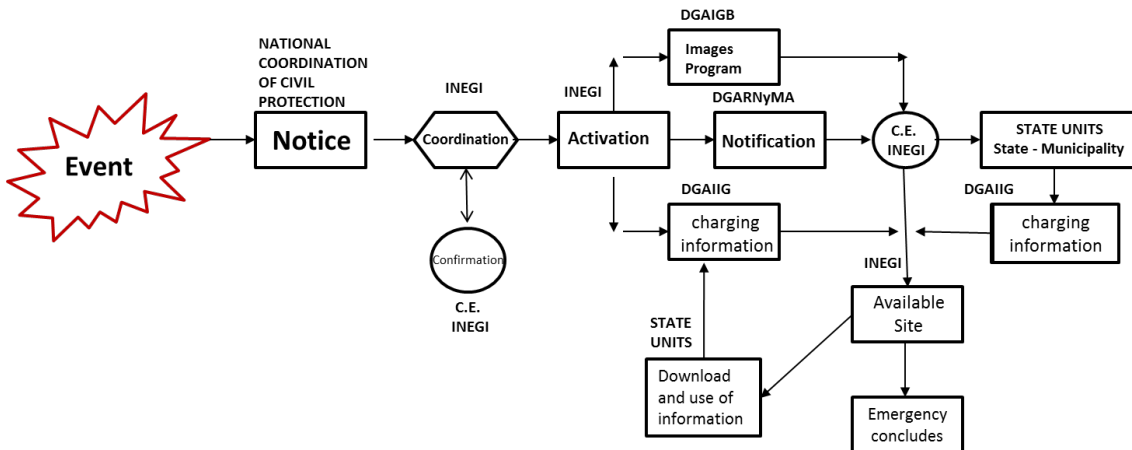 Event
NATIONAL
COORDINATION
OF CIVIL
PROTECTION
Notice
INEGI
Coordination
Confirmation
C.E.
INEGI
INEGI
Activation
DGAIGB
Images
Program
DGARNyMA
Notification
DGAIIG
charging
information
C.E.
INEGI
STATE UNITS
State - Municipality
DGAIIG
charging
information
INEGI
Available
Site
STATE
UNITS
Download
and use of
information
Emergency
concludes